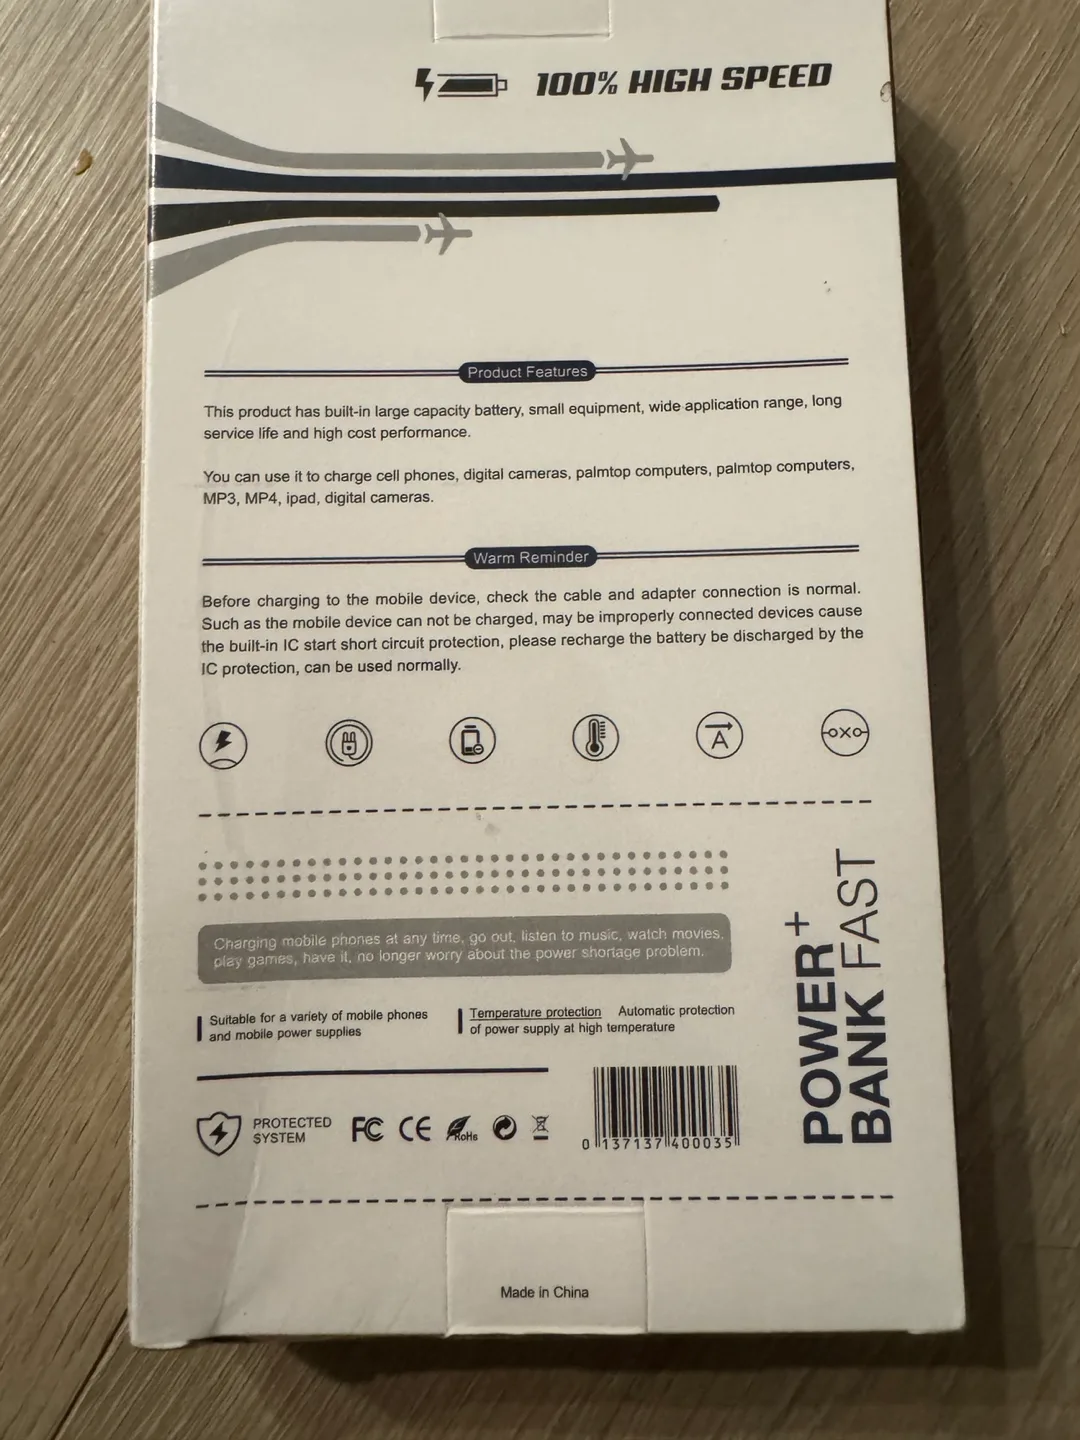 100% HIGH SPEED
Product Features
This product has built-in large capacity battery, small equipment, wide application range, long
service life and high cost performance.
You can use it to charge cell phones, digital cameras, palmtop computers, palmtop computers,
MP3, MP4, ipad, digital cameras.
Warm Reminder
Before charging to the mobile device, check the cable and adapter connection is normal.
Such as the mobile device can not be charged, may be improperly connected devices cause
the built-in IC start short circuit protection, please recharge the battery be discharged by the
IC protection, can be used normally.
A
oxo
Charging mobile phones at any time, go out, listen to music, watch movies,
play games, have it, no longer worry about the power shortage problem.
Suitable for a variety of mobile phones
and mobile power supplies
Temperature protection Automatic protection
of power supply at high temperature
PROTECTED
SYSTEM
FC CE RoHs
0 137137 400035
POWER+
BANK FAST
Made in China